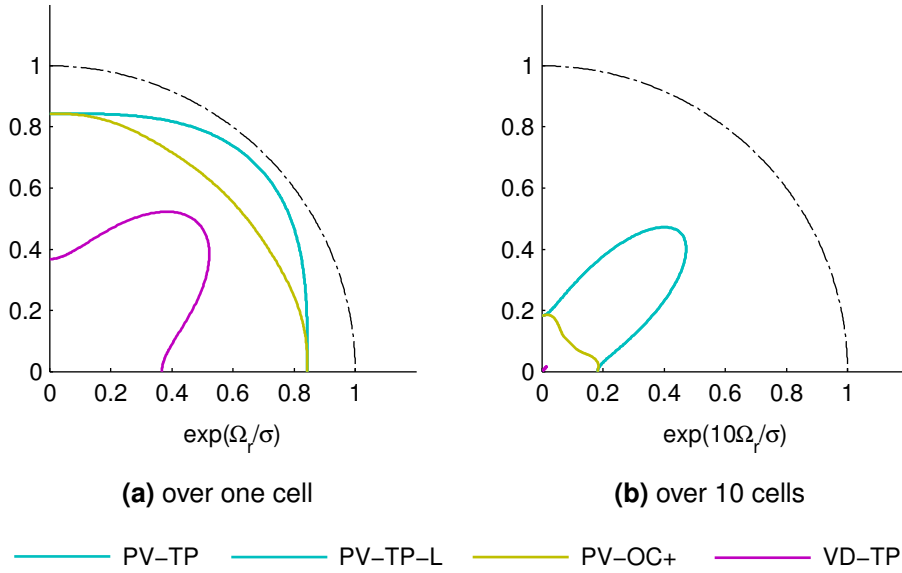 1
0.8
0.6
0.4
0.2
0
0 0.2 0.4 0.6 0.8 1
exp(Ωr/σ)
(a) over one cell
1
0.8
0.6
0.4
0.2
0
0 0.2 0.4 0.6 0.8 1
exp(10Ωr/σ)
(b) over 10 cells
PV−TP PV−TP−L PV−OC+ VD−TP